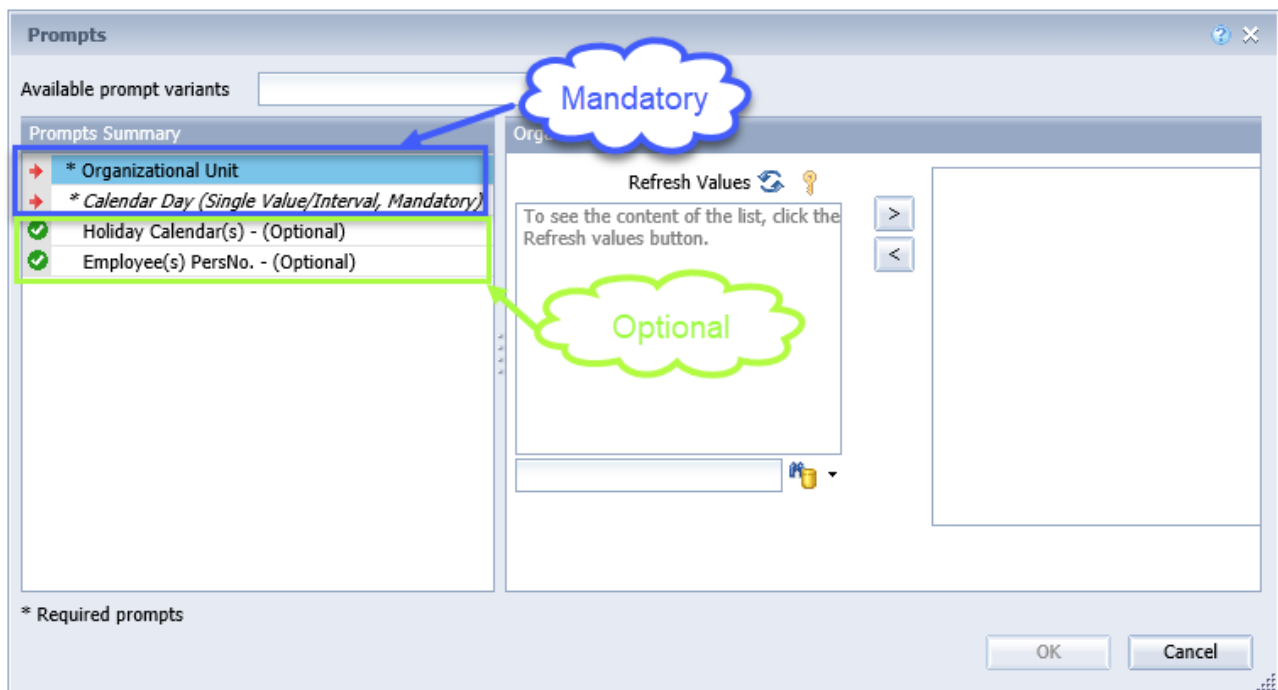 Prompts
Available prompt variants
Mandatory
Prompts Summary
* Organizational Unit
* Calendar Day (Single Value/Interval, Mandatory)
Holiday Calendar(s) - (Optional)
Employee(s) PersNo. - (Optional)
Refresh Values
To see the content of the list, click the
Refresh values button.
>
<
Optional
* Required prompts
OK
Cancel